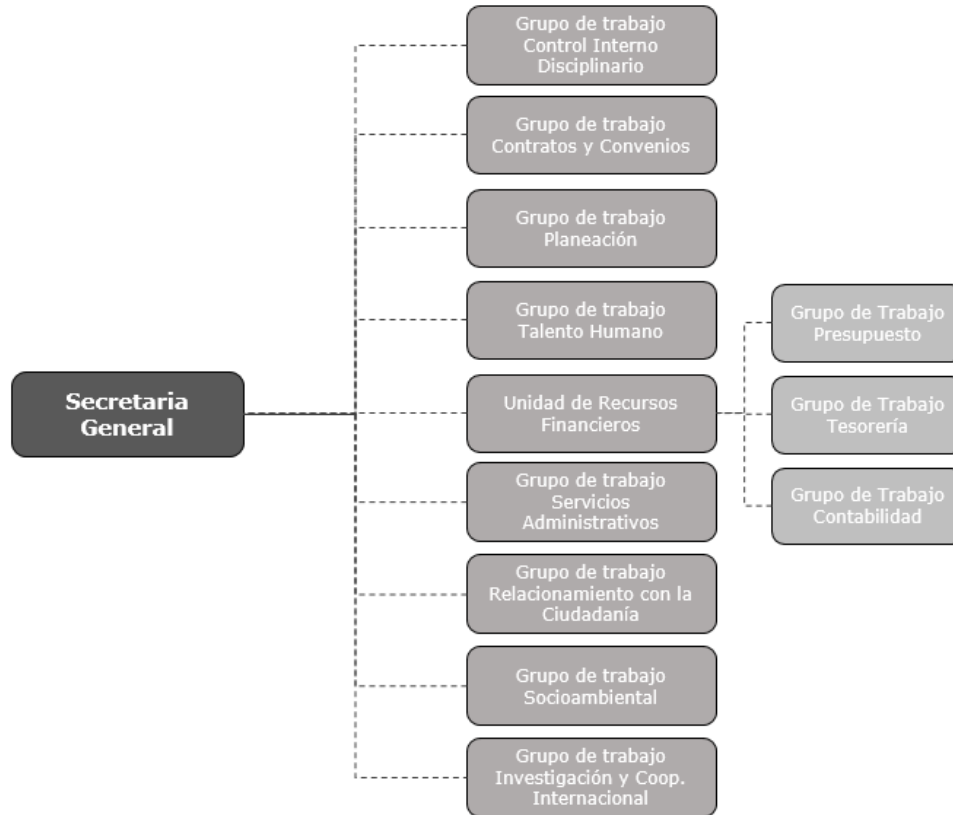 Grupo de trabajo
Control Interno
Disciplinario
Grupo de trabajo
Contratos y Convenios
Grupo de trabajo
Planeación
Grupo de trabajo
Talento Humano
Secretaria
General
Unidad de Recursos
Financieros
Grupo de Trabajo
Presupuesto
Grupo de Trabajo
Tesorería
Grupo de Trabajo
Contabilidad
Grupo de trabajo
Servicios
Administrativos
Grupo de trabajo
Relacionamiento con la
Ciudadanía
Grupo de trabajo
Socioambiental
Grupo de trabajo
Investigación y Coop.
Internacional